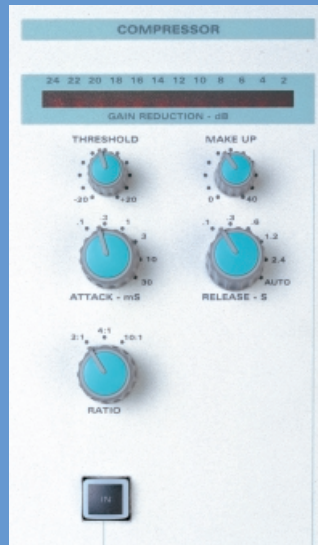 COMPRESSOR
24 22 20 18 16 14 12 10 8 6 4 2
GAIN REDUCTION - dB
THRESHOLD MAKE UP
-20 +20 0 40
.1 .3 1 3 10 30
.1 .3 .6 1.2 2.4 AUTO
ATTACK - mS RELEASE - S
2:1 4:1 10:1
RATIO
IN